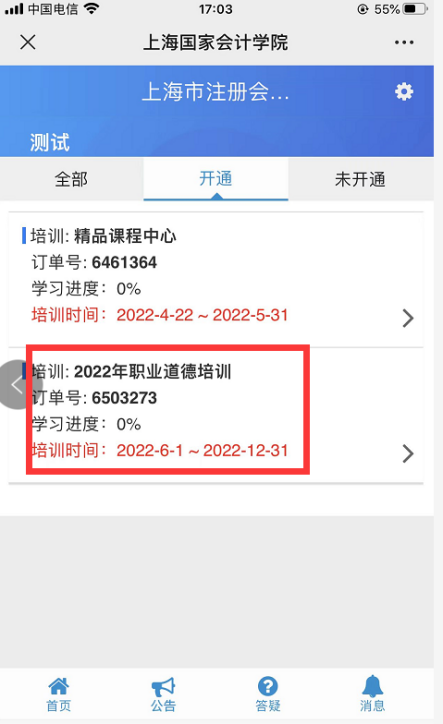 中国电信 17:03 55%
上海国家会计学院
上海市注册会...
测试
全部 开通 未开通
培训: 精品课程中心
订单号: 6461364
学习进度: 0%
培训时间: 2022-4-22 ~ 2022-5-31
培训: 2022年职业道德培训
订单号: 6503273
学习进度: 0%
培训时间: 2022-6-1 ~ 2022-12-31
首页 公告 答疑 消息